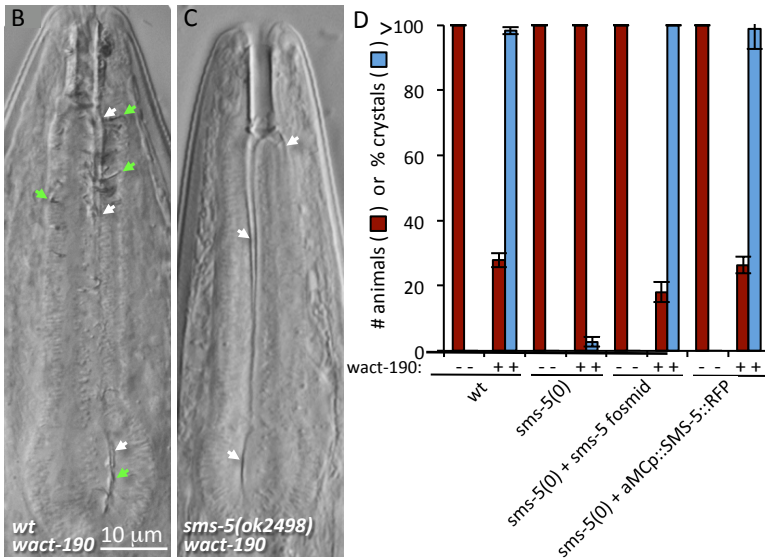 B
wt
wact-190
10 µm
C
sms-5(ok2498)
wact-190
D
# animals ( ) or % crystals ( ) >
100
80
60
40
20
0
wact-190: - - + + - - + + - - + + - - + +
wt
sms-5(0)
sms-5(0) + sms-5 fosmid
sms-5(0) + aMCp::SMS-5::RFP